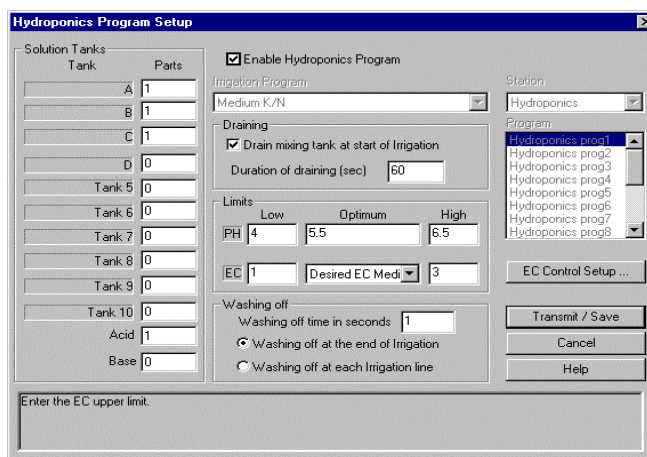 Hydroponics Program Setup
Solution Tanks
Tank Parts
A 1
B 1
C 1
D 0
Tank 5 0
Tank 6 0
Tank 7 0
Tank 8 0
Tank 9 0
Tank 10 0
Acid 1
Base 0
Enable Hydroponics Program
Irrigation Program
Medium K/N
Draining
Drain mixing tank at start of Irrigation
Duration of draining (sec) 60
Limits
Low Optimum High
PH 4 5.5 6.5
EC 1 Desired EC Medi 3
Washing off
Washing off time in seconds 1
Washing off at the end of Irrigation
Washing off at each Irrigation line
Station
Hydroponics
Program
Hydroponics prog1
Hydroponics prog2
Hydroponics prog3
Hydroponics prog4
Hydroponics prog5
Hydroponics prog6
Hydroponics prog7
Hydroponics prog8
EC Control Setup ...
Transmit / Save
Cancel
Help
Enter the EC upper limit.